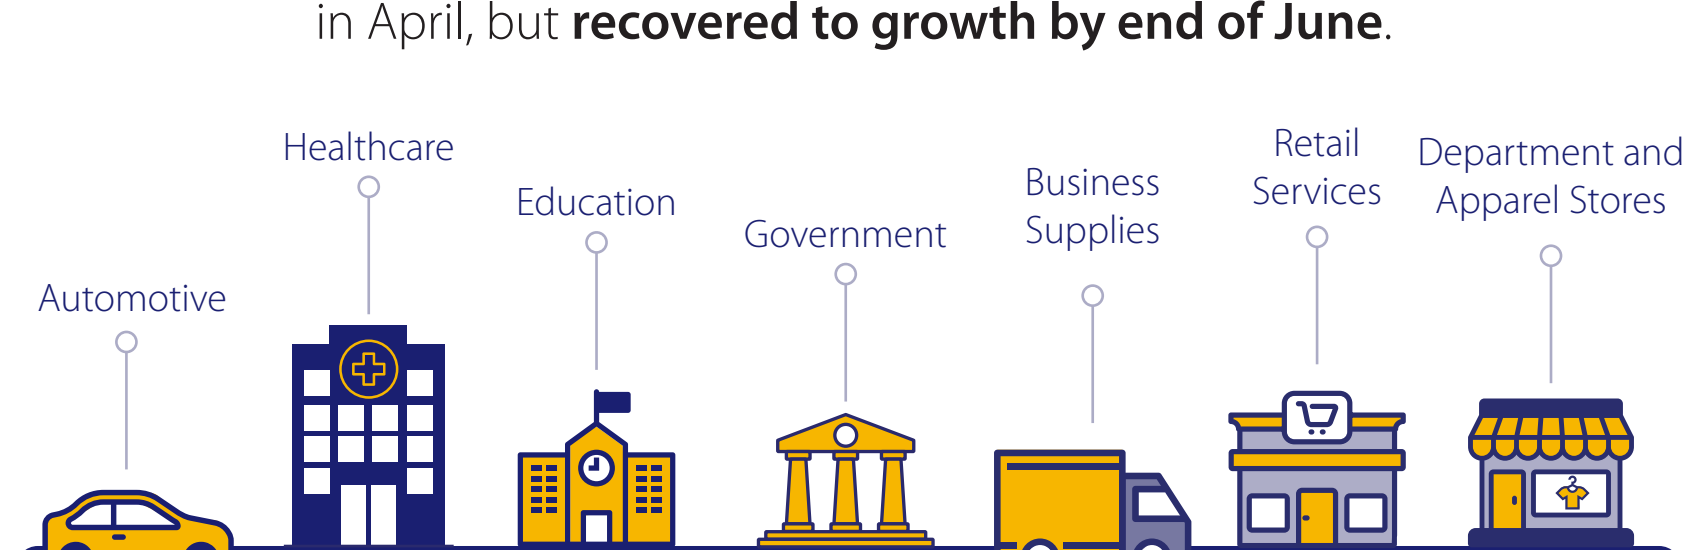 in April, but recovered to growth by end of June.
Automotive
Healthcare
Education
Government
Business
Supplies
Retail
Services
Department and
Apparel Stores